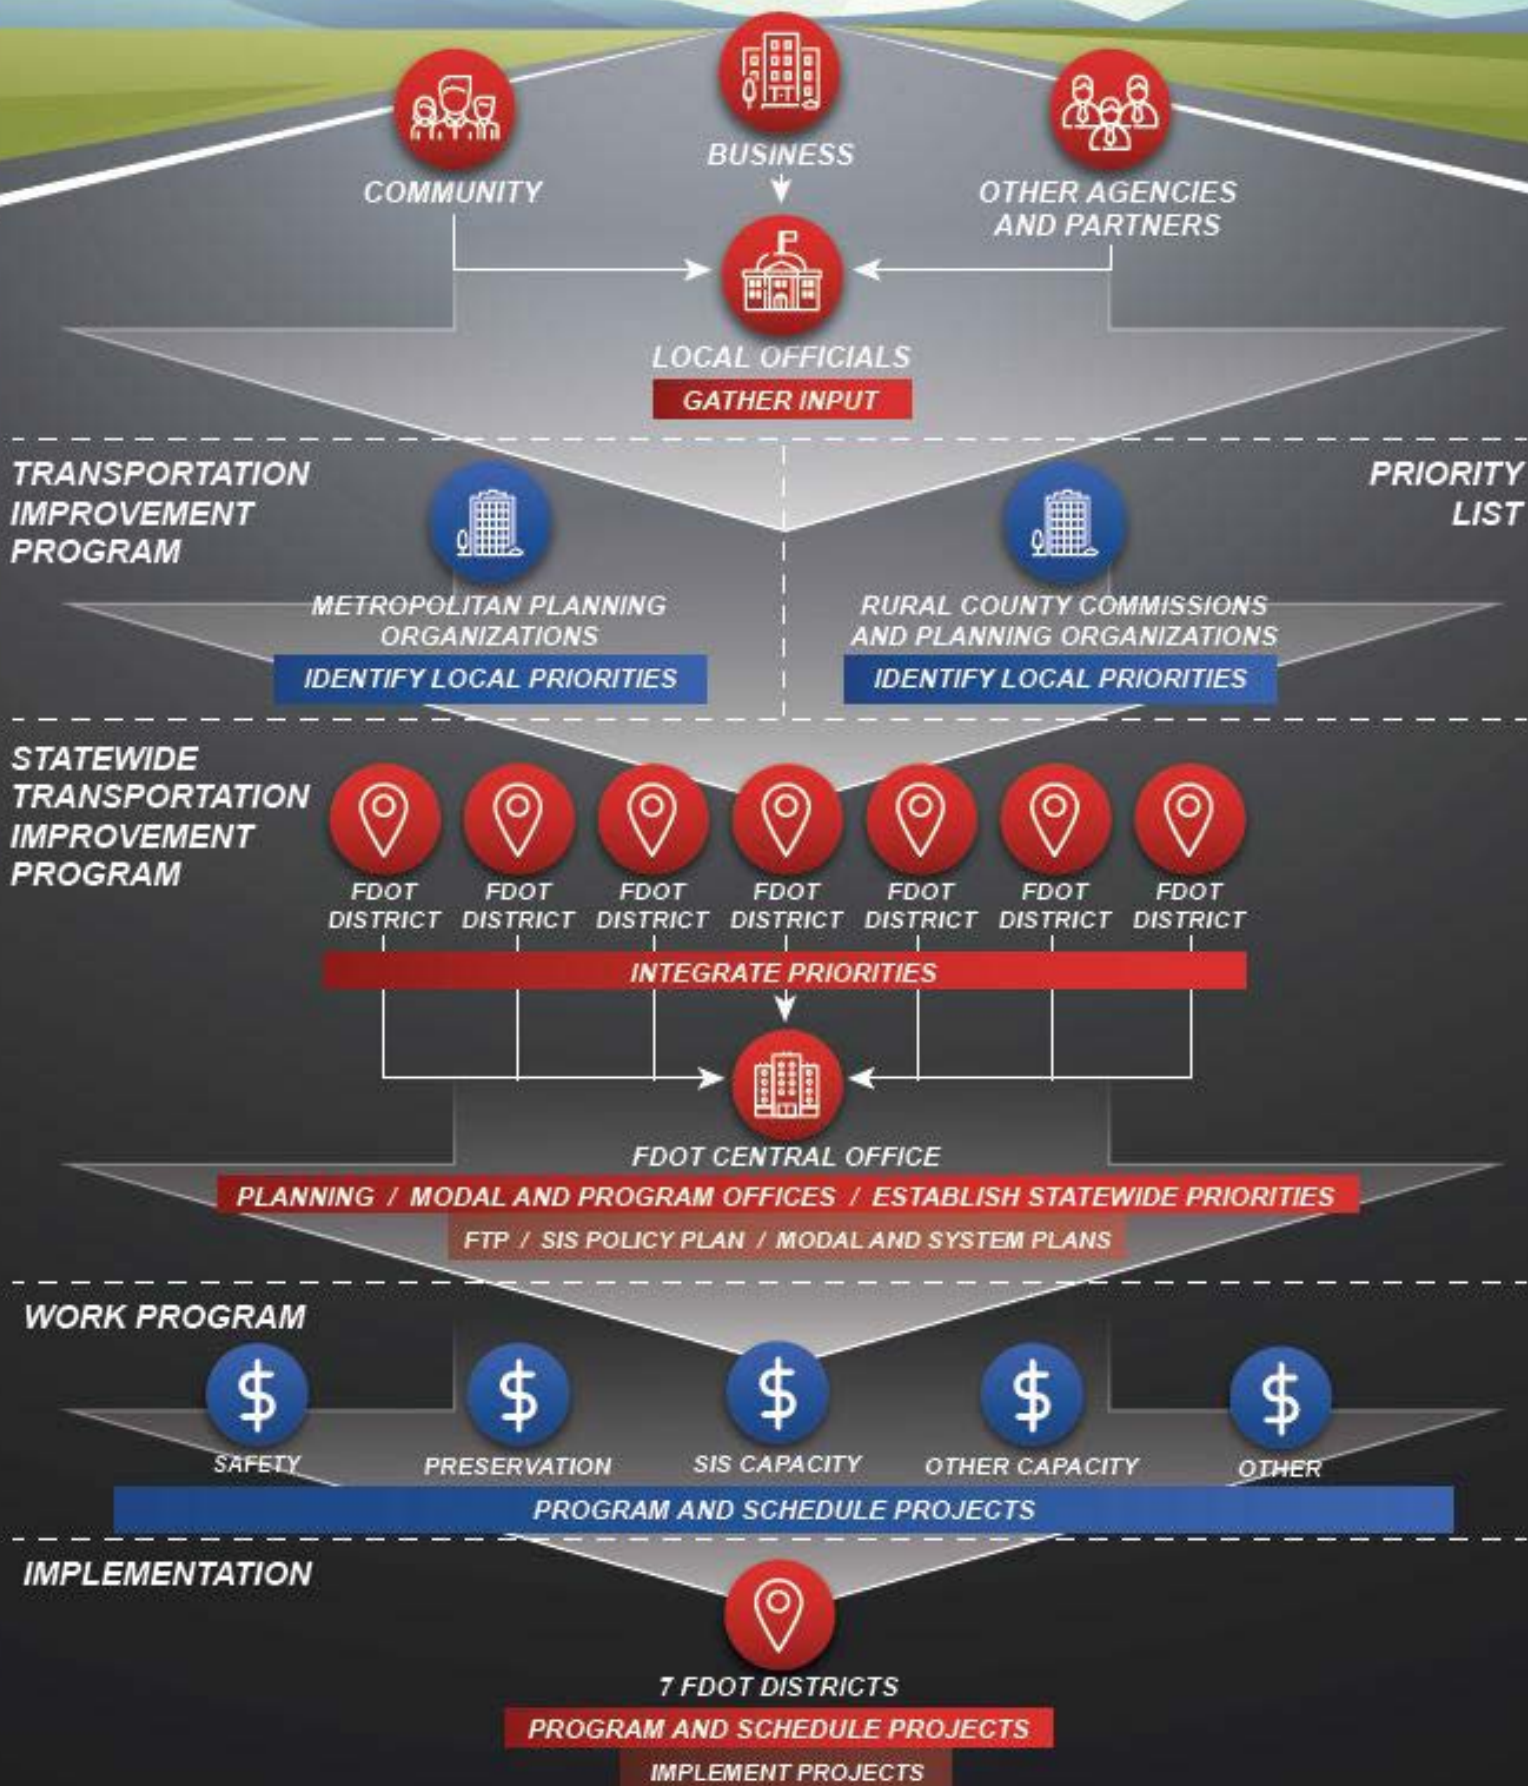 BUSINESS
COMMUNITY
OTHER AGENCIES
AND PARTNERS
LOCAL OFFICIALS
GATHER INPUT
TRANSPORTATION
IMPROVEMENT
PROGRAM
PRIORITY
LIST
METROPOLITAN PLANNING
ORGANIZATIONS
IDENTIFY LOCAL PRIORITIES
RURAL COUNTY COMMISSIONS
AND PLANNING ORGANIZATIONS
IDENTIFY LOCAL PRIORITIES
STATEWIDE
TRANSPORTATION
IMPROVEMENT
PROGRAM
FDOT
DISTRICT
FDOT
DISTRICT
FDOT
DISTRICT
FDOT
DISTRICT
FDOT
DISTRICT
FDOT
DISTRICT
FDOT
DISTRICT
INTEGRATE PRIORITIES
FDOT CENTRAL OFFICE
PLANNING / MODAL AND PROGRAM OFFICES / ESTABLISH STATEWIDE PRIORITIES
FTP / SIS POLICY PLAN / MODAL AND SYSTEM PLANS
WORK PROGRAM
$
SAFETY
$
PRESERVATION
$
SIS CAPACITY
$
OTHER CAPACITY
$
OTHER
PROGRAM AND SCHEDULE PROJECTS
IMPLEMENTATION
7 FDOT DISTRICTS
PROGRAM AND SCHEDULE PROJECTS
IMPLEMENT PROJECTS